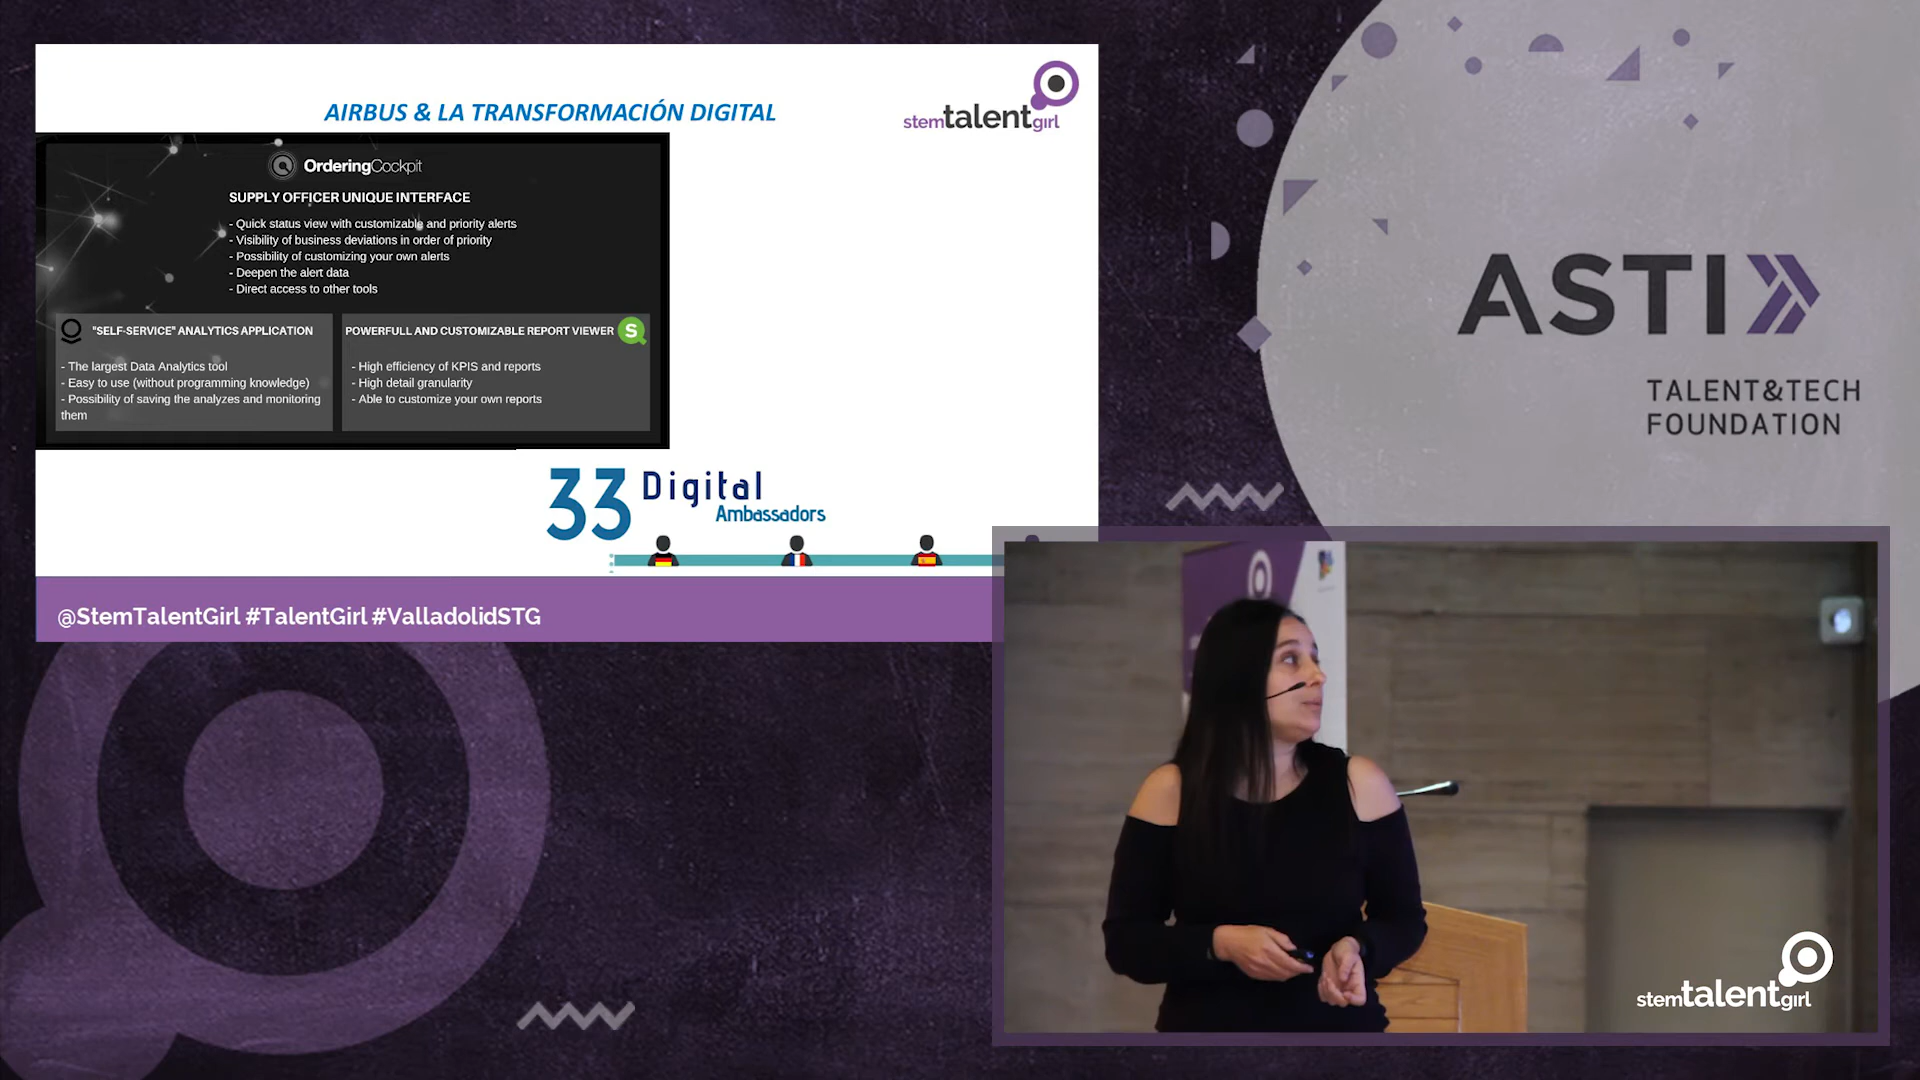 AIRBUS & LA TRANSFORMACIÓN DIGITAL
stemtalentgirl
OrderingCockpit
SUPPLY OFFICER UNIQUE INTERFACE
- Quick status view with customizable and priority alerts
- Visibility of business deviations in order of priority
- Possibility of customizing your own alerts
- Deepen the alert data
- Direct access to other tools
"SELF-SERVICE" ANALYTICS APPLICATION
- The largest Data Analytics tool
- Easy to use (without programming knowledge)
- Possibility of saving the analyzes and monitoring
them
POWERFULL AND CUSTOMIZABLE REPORT VIEWER
S
- High efficiency of KPIS and reports
- High detail granularity
- Able to customize your own reports
33 Digital
Ambassadors
@StemTalentGirl #TalentGirl #ValladolidSTG
ASTI
TALENT&TECH
FOUNDATION
stemtalentgirl